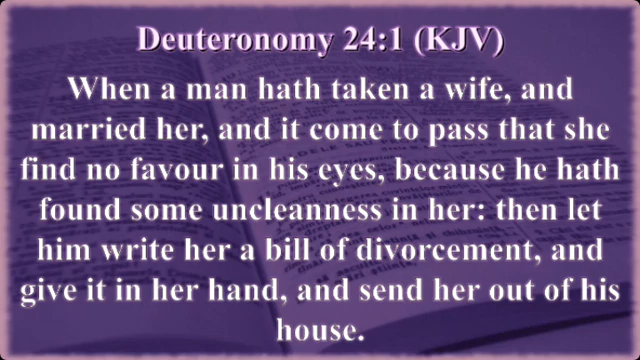 Deuteronomy 24:1 (KJV)
When a man hath taken a wife, and
married her, and it come to pass that she
find no favour in his eyes, because he hath
found some uncleanness in her: then let
him write her a bill of divorcement, and
give it in her hand, and send her out of his
house.